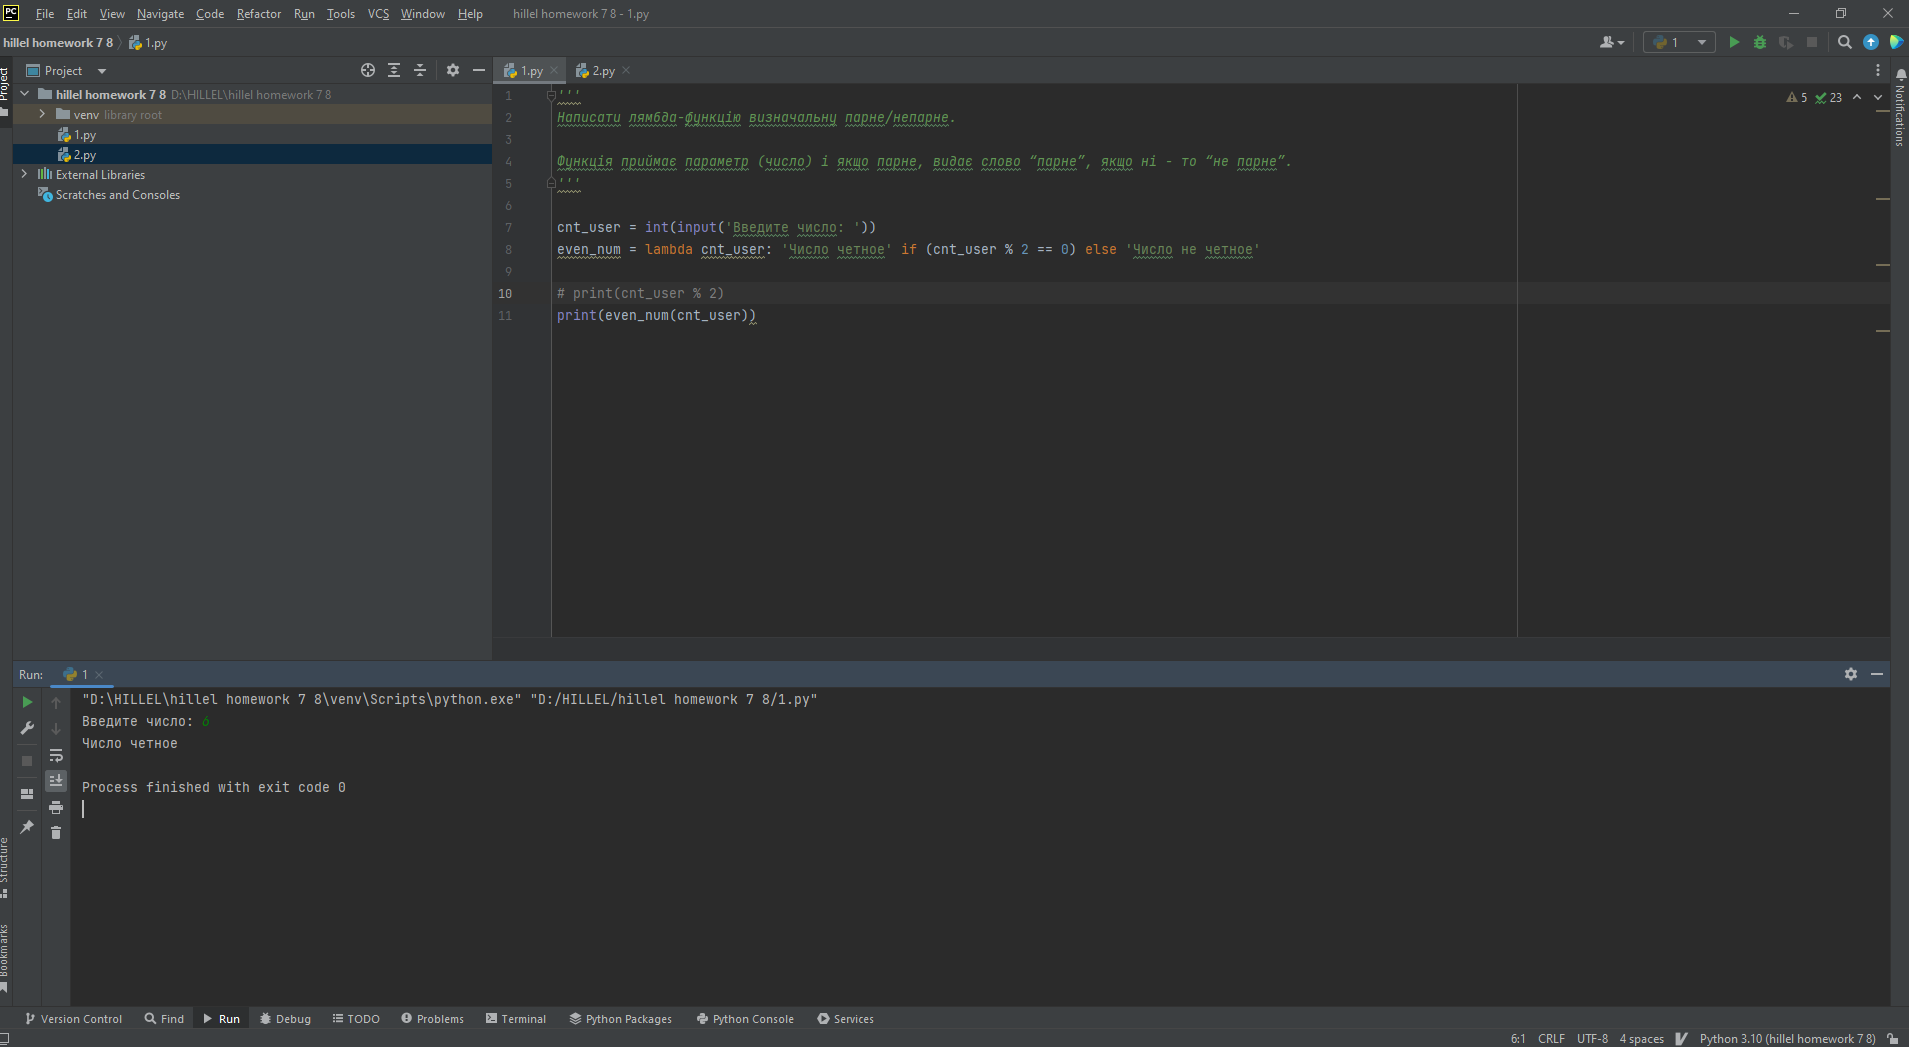 File Edit View Navigate Code Refactor Run Tools VCS Window Help hillel homework 7 8 - 1.py
hillel homework 7 8 1.py 1
Project
Project
Notifications
hillel homework 7 8 D:\HILLEL\hillel homework 7 8
venv library root
1.py
2.py
External Libraries
Scratches and Consoles
1.py 2.py
5 23
1 '''
2 Написати лямбда-функцію визначальну парне/непарне.
3
4 Функція приймає параметр (число) і якщо парне, видає слово “парне”, якщо ні - то “не парне”.
5 '''
6
7 cnt_user = int(input('Введите число: '))
8 even_num = lambda cnt_user: 'Число четное' if (cnt_user % 2 == 0) else 'Число не четное'
9
10 # print(cnt_user % 2)
11 print(even_num(cnt_user))
Run: 1
"D:\HILLEL\hillel homework 7 8\venv\Scripts\python.exe" "D:/HILLEL/hillel homework 7 8/1.py"
Введите число: 6
Число четное
Process finished with exit code 0
Structure
Bookmarks
Version Control Find Run Debug TODO Problems Terminal Python Packages Python Console Services
6:1 CRLF UTF-8 4 spaces Python 3.10 (hillel homework 7 8)